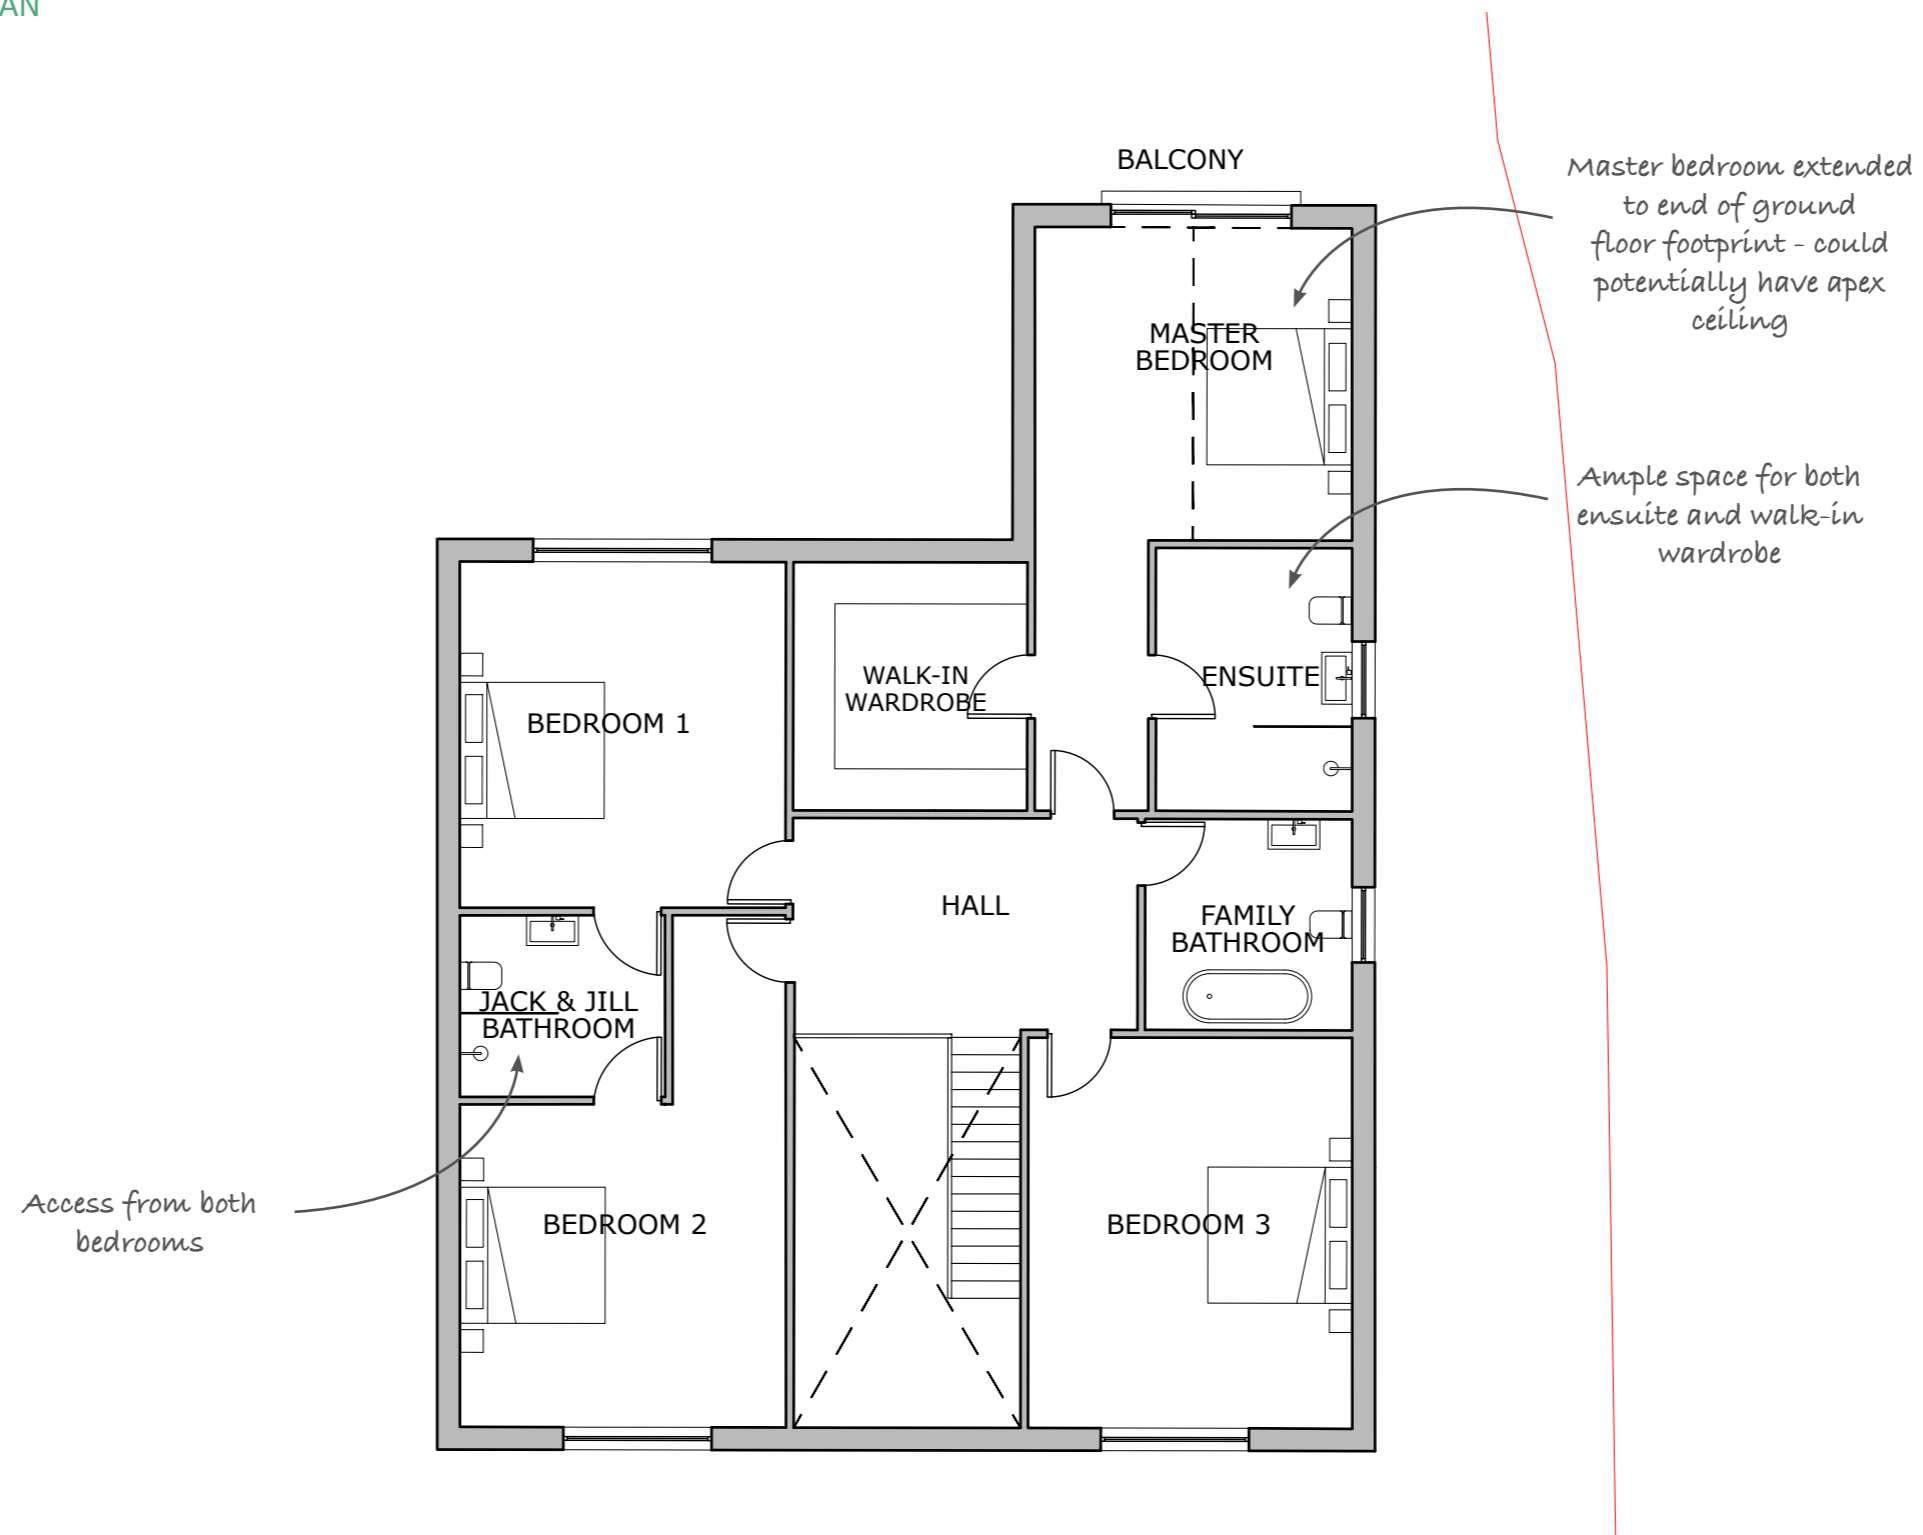 AN
BALCONY
Master bedroom extended
to end of ground
floor footprint - could
potentially have apex
ceiling
MASTER
BEDROOM
Ample space for both
ensuite and walk-in
wardrobe
WALK-IN
WARDROBE
ENSUITE
BEDROOM 1
HALL
FAMILY
BATHROOM
JACK & JILL
BATHROOM
Access from both
bedrooms
BEDROOM 2
BEDROOM 3